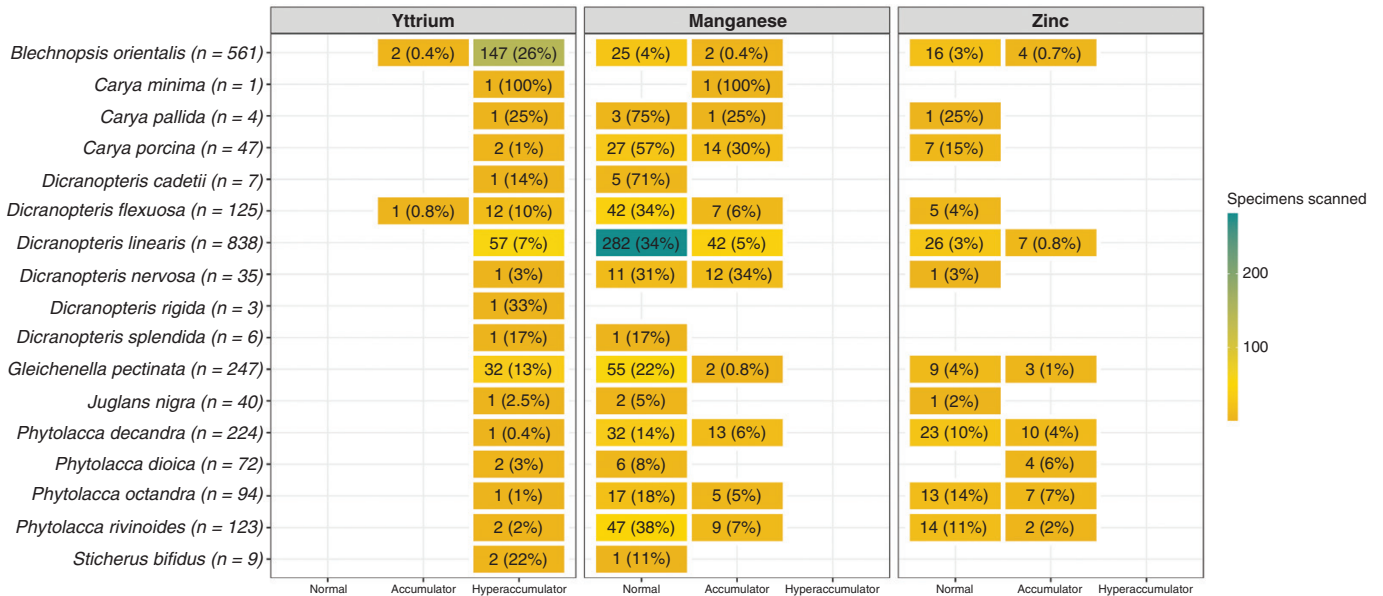 Yttrium Manganese Zinc
Blechnopsis orientalis (n = 561) 2 (0.4%) 147 (26%) 25 (4%) 2 (0.4%) 16 (3%) 4 (0.7%)
Carya minima (n = 1) 1 (100%) 1 (100%)
Carya pallida (n = 4) 1 (25%) 3 (75%) 1 (25%) 1 (25%)
Carya porcina (n = 47) 2 (1%) 27 (57%) 14 (30%) 7 (15%)
Dicranopteris cadetii (n = 7) 1 (14%) 5 (71%)
Dicranopteris flexuosa (n = 125) 1 (0.8%) 12 (10%) 42 (34%) 7 (6%) 5 (4%)
Dicranopteris linearis (n = 838) 57 (7%) 282 (34%) 42 (5%) 26 (3%) 7 (0.8%)
Dicranopteris nervosa (n = 35) 1 (3%) 11 (31%) 12 (34%) 1 (3%)
Dicranopteris rigida (n = 3) 1 (33%)
Dicranopteris splendida (n = 6) 1 (17%) 1 (17%)
Gleichenella pectinata (n = 247) 32 (13%) 55 (22%) 2 (0.8%) 9 (4%) 3 (1%)
Juglans nigra (n = 40) 1 (2.5%) 2 (5%) 1 (2%)
Phytolacca decandra (n = 224) 1 (0.4%) 32 (14%) 13 (6%) 23 (10%) 10 (4%)
Phytolacca dioica (n = 72) 2 (3%) 6 (8%) 4 (6%)
Phytolacca octandra (n = 94) 1 (1%) 17 (18%) 5 (5%) 13 (14%) 7 (7%)
Phytolacca rivinoides (n = 123) 2 (2%) 47 (38%) 9 (7%) 14 (11%) 2 (2%)
Sticherus bifidus (n = 9) 2 (22%) 1 (11%)
Normal Accumulator Hyperaccumulator Normal Accumulator Hyperaccumulator Normal Accumulator Hyperaccumulator
Specimens scanned
200
100